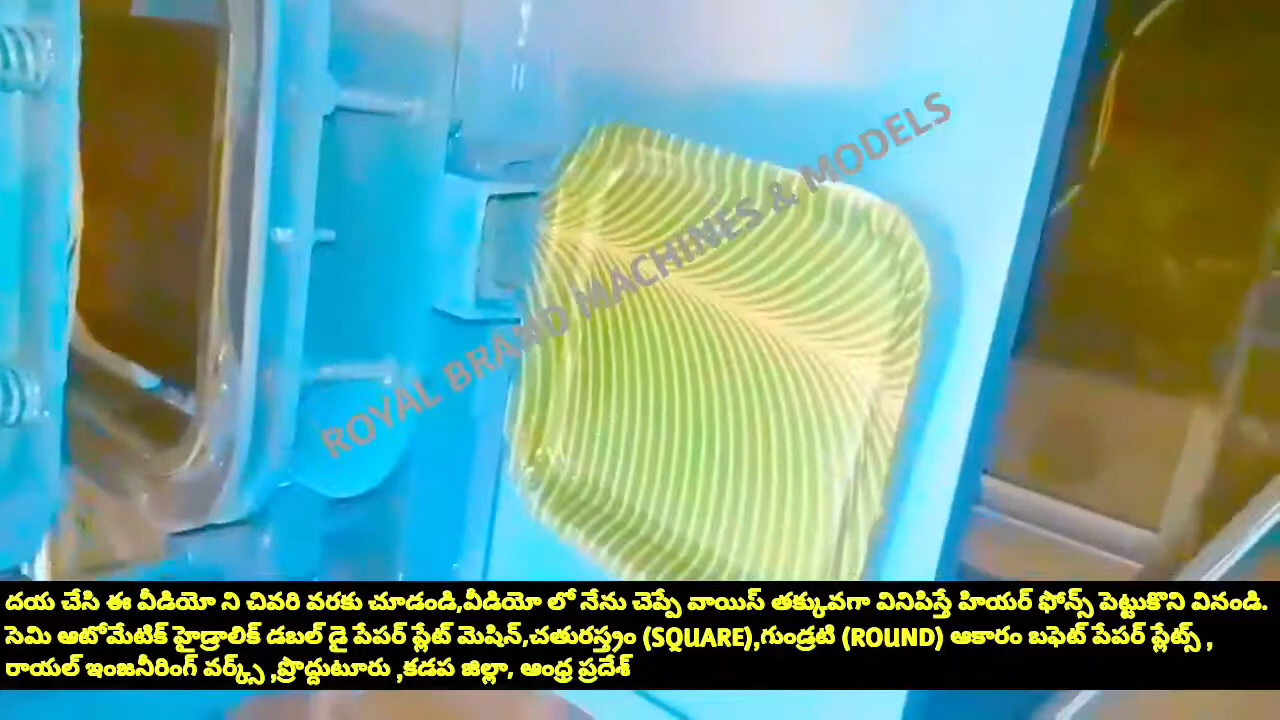 ROYAL BRAND MACHINES & MODELS
దయ చేసి ఈ వీడియో ని చివరి వరకు చూడండి,వీడియో లో నేను చెప్పే వాయిస్ తక్కువగా వినిపిస్తే హియర్ ఫోన్స్ పెట్టుకొని వినండి.
సెమి ఆటోమేటిక్ హైడ్రాలిక్ డబల్ డై పేపర్ ప్లేట్ మెషిన్,చతురస్త్రం (SQUARE),గుండ్రటి (ROUND) ఆకారం బఫెట్ పేపర్ ప్లేట్స్ ,
రాయల్ ఇంజనీరింగ్ వర్క్స్ ,ప్రొద్దుటూరు ,కడప జిల్లా, ఆంధ్ర ప్రదేశ్